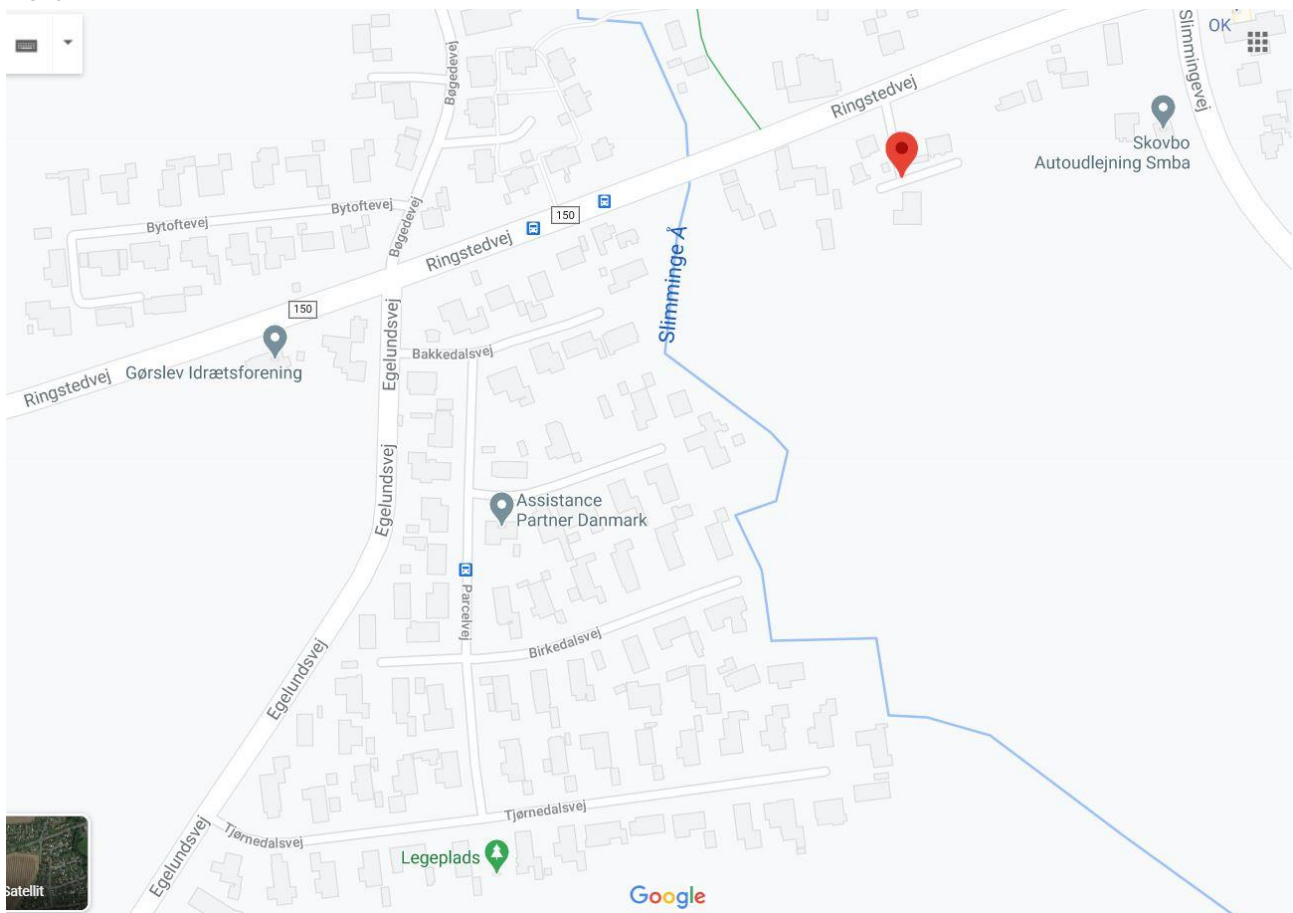 OK
Slimmingevej
Bøgedevej
Ringstedvej
Skovbo
Autoudlejning Smba
Bytoftevej
Bytoftevej
Bøgedevej
150
Ringstedvej
Slimminge Å
150
Egelundsvej
Bakkedalsvej
Gørslev Idrætsforening
Ringstedvej
Egelundsvej
Assistance
Partner Danmark
Parcelvej
Birkedalsvej
Egelundsvej
Tjørnedalsvej
Tjørnedalsvej
Egelundsvej
Legeplads
Satellit
Google